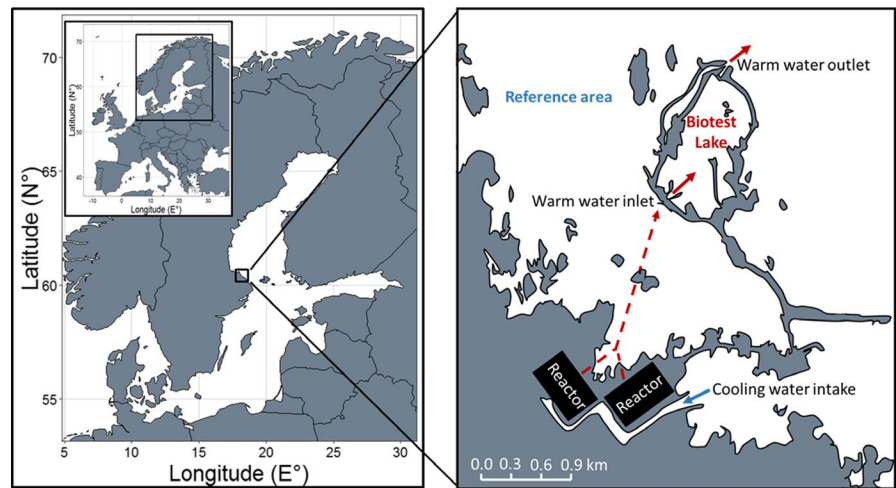 70
65
60
55
5
10
15
20
25
30
Latitude (N°)
Longitude (E°)
70
60
50
40
-10
0
10
20
30
40
Latitude (N°)
Longitude (E°)
Warm water outlet
Reference area
Biotest
Lake
Warm water inlet
Reactor
Reactor
Cooling water intake
0.0 0.3 0.6 0.9 km